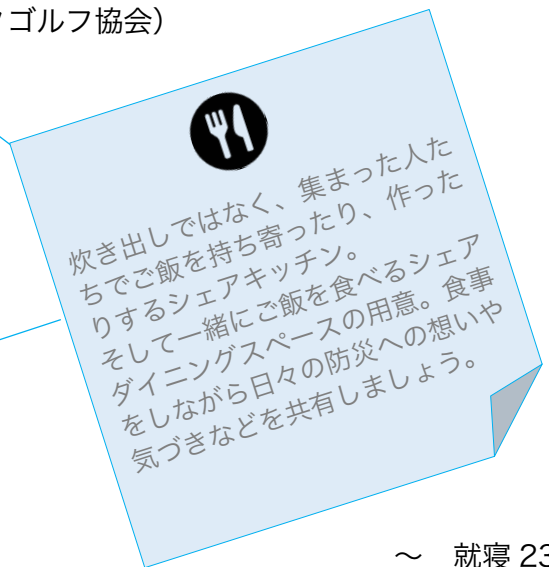 ゴルフ協会）
炊き出しではなく、集まった人た
ちでご飯を持ち寄ったり、作った
りするシェアキッチン。
そして一緒にご飯を食べるシェア
ダイニングスペースの用意。食事
をしながら日々の防災への想いや
気づきなどを共有しましょう。
～　就寝 23